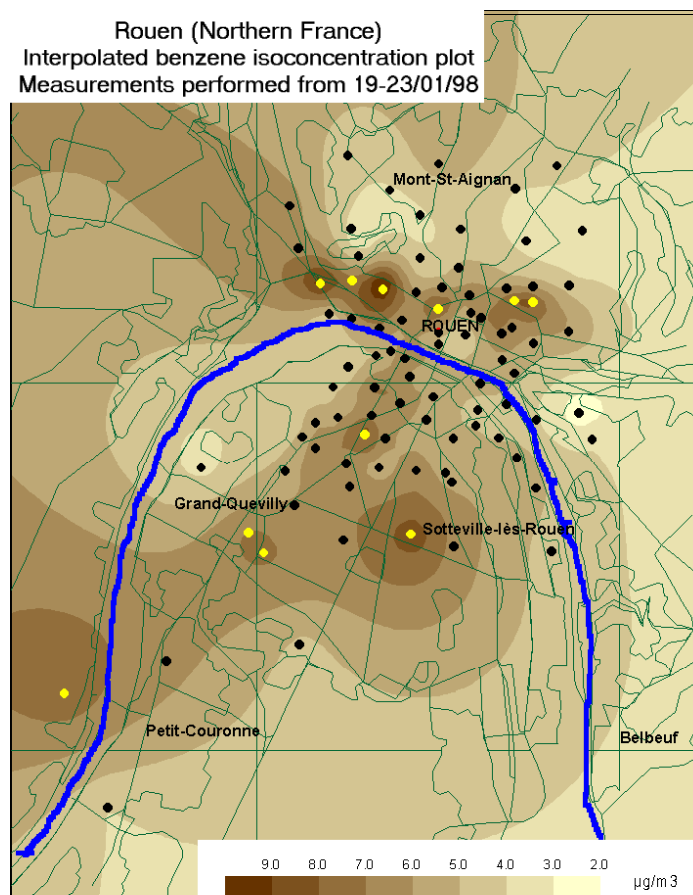 Rouen (Northern France)
Interpolated benzene isoconcentration plot
Measurements performed from 19-23/01/98
Mont-St-Aignan
ROUEN
Grand-Quevilly
Sotteville-lès-Rouen
Petit-Couronne
Belbeuf
9.0 8.0 7.0 6.0 5.0 4.0 3.0 2.0
µg/m3